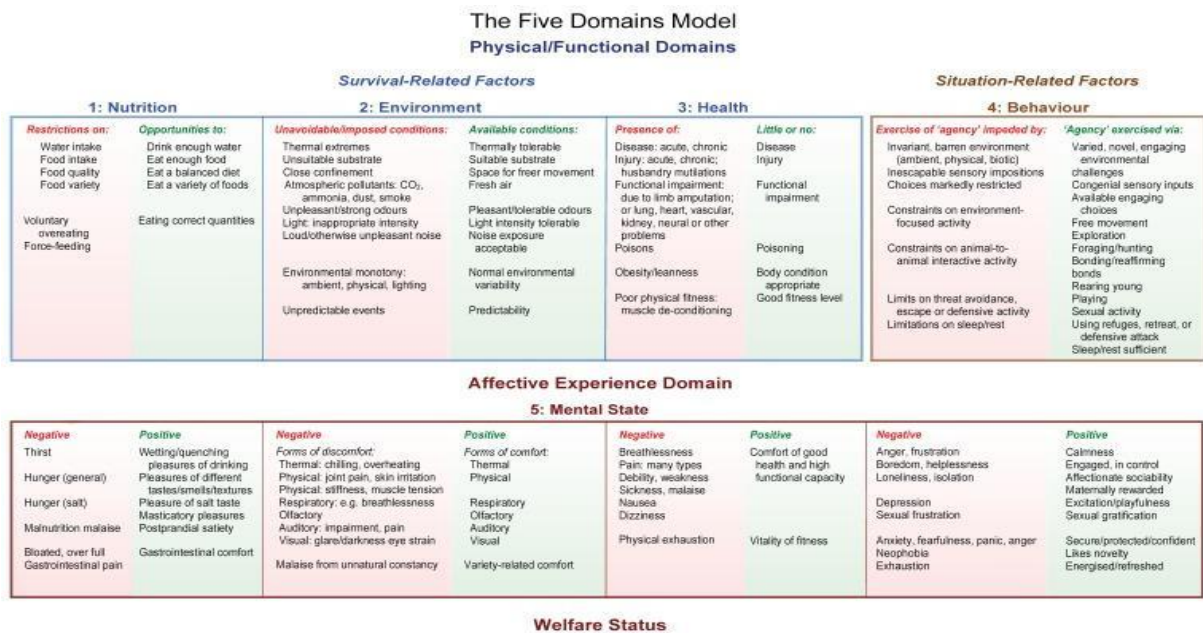 The Five Domains Model
Physical/Functional Domains
Survival-Related Factors
Situation-Related Factors
1: Nutrition
2: Environment
3: Health
4: Behaviour
Restrictions on:
Water intake
Food intake
Food quality
Food variety
Voluntary
overeating
Force-feeding
Opportunities to:
Drink enough water
Eat enough food
Eat a balanced diet
Eat a variety of foods
Eating correct quantities
Unavoidable/imposed conditions:
Thermal extremes
Unsuitable substrate
Close confinement
Atmospheric pollutants: CO₂,
ammonia, dust, smoke
Unpleasant/strong odours
Light: inappropriate intensity
Loud/otherwise unpleasant noise
Environmental monotony:
ambient, physical, lighting
Unpredictable events
Available conditions:
Thermally tolerable
Suitable substrate
Space for freer movement
Fresh air
Pleasant/tolerable odours
Light intensity tolerable
Noise exposure
acceptable
Normal environmental
variability
Predictability
Presence of:
Disease: acute, chronic
Injury: acute, chronic;
husbandry mutilations
Functional impairment:
due to limb amputation;
or lung, heart, vascular,
kidney, neural or other
problems
Poisons
Obesity/leanness
Poor physical fitness:
muscle de-conditioning
Little or no:
Disease
Injury
Functional
impairment
Poisoning
Body condition
appropriate
Good fitness level
Exercise of 'agency' impeded by:
Invariant, barren environment
(ambient, physical, biotic)
Inescapable sensory impositions
Choices markedly restricted
Constraints on environment-
focused activity
Constraints on animal-to-
animal interactive activity
Limits on threat avoidance,
escape or defensive activity
Limitations on sleep/rest
'Agency' exercised via:
Varied, novel, engaging
environmental
challenges
Congenial sensory inputs
Available engaging
choices
Free movement
Exploration
Foraging/hunting
Bonding/reaffirming
bonds
Rearing young
Playing
Sexual activity
Using refuges, retreat, or
defensive attack
Sleep/rest sufficient
Affective Experience Domain
5: Mental State
Negative
Thirst
Hunger (general)
Hunger (salt)
Malnutrition malaise
Bloated, over full
Gastrointestinal pain
Positive
Wetting/quenching
pleasures of drinking
Pleasures of different
tastes/smells/textures
Pleasure of salt taste
Masticatory pleasures
Postprandial satiety
Gastrointestinal comfort
Negative
Forms of discomfort:
Thermal: chilling, overheating
Physical: joint pain, skin irritation
Physical: stiffness, muscle tension
Respiratory: e.g. breathlessness
Olfactory
Auditory: impairment, pain
Visual: glare/darkness eye strain
Malaise from unnatural constancy
Positive
Forms of comfort:
Thermal
Physical
Respiratory
Olfactory
Auditory
Visual
Variety-related comfort
Negative
Breathlessness
Pain: many types
Debility, weakness
Sickness, malaise
Nausea
Dizziness
Physical exhaustion
Positive
Comfort of good
health and high
functional capacity
Vitality of fitness
Negative
Anger, frustration
Boredom, helplessness
Loneliness, isolation
Depression
Sexual frustration
Anxiety, fearfulness, panic, anger
Neophobia
Exhaustion
Positive
Calmness
Engaged, in control
Affectionate sociability
Maternally rewarded
Excitation/playfulness
Sexual gratification
Secure/protected/confident
Likes novelty
Energised/refreshed
Welfare Status